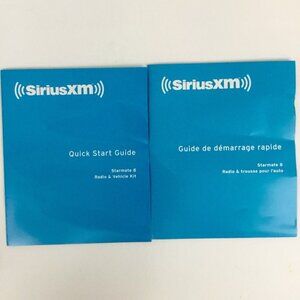 SiriusXM
Quick Start Guide
Starmate 8
Radio & Vehicle Kit
SiriusXM
Guide de démarrage rapide
Starmate 8
Radio & trousse pour l'auto